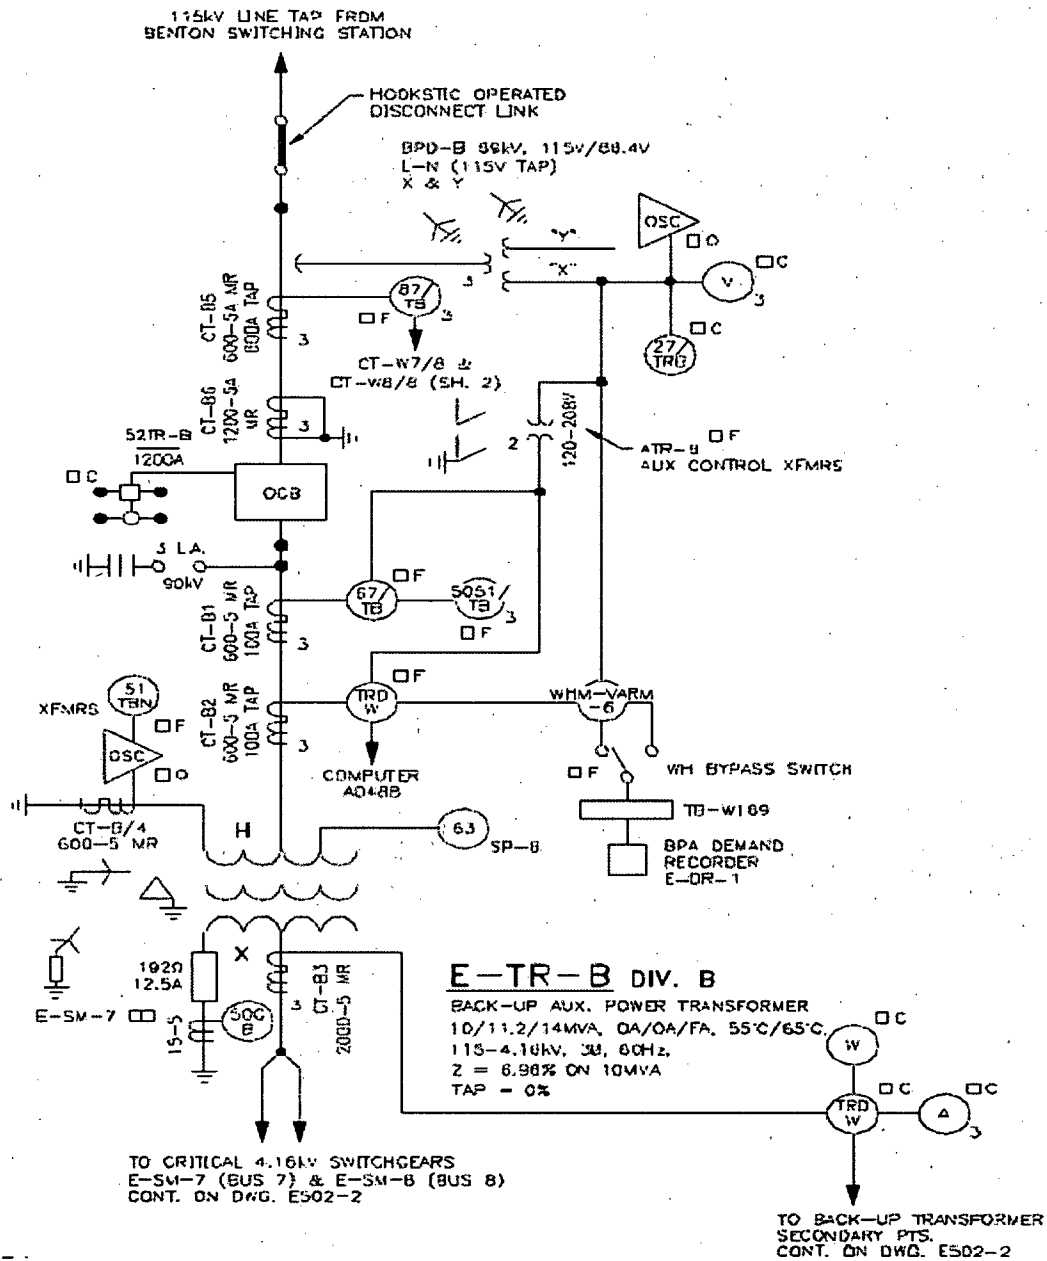 115kV LINE TAP FROM
BENTON SWITCHING STATION
HOOKSTIC OPERATED
DISCONNECT LINK
BPD-B 69kV, 115V/66.4V
L-N (115V TAP)
X & Y
OSC
□ O
"Y"
"X"
3
V
3
□ C
87/
TB
3
□ F
CT-B5
600-5A MR
600A TAP
3
□ C
27/
TRB
CT-W7/8 &
CT-W8/8 (SH. 2)
CT-B6
1200-5A
MR
3
2
120-208V
□ F
ATR-B
AUX CONTROL XFMRS
52TR-B
1200A
□ C
OCB
3 L.A.
90kV
CT-B1
600-5 MR
100A TAP
3
67/
TB
□ F
5051/
TB
3
□ F
□ F
TRD
W
CT-B2
600-5 MR
100A TAP
3
WHM-VARM
-6
XFMRS
51
TBN
□ F
OSC
□ O
COMPUTER
A048B
□ F
WH BYPASS SWITCH
TB-W169
CT-B/4
600-5 MR
H
63
SP-8
BPA DEMAND
RECORDER
E-DR-1
X
192Ω
12.5A
E-SM-7 □□
15-5
50G
B
3
CT-B3
2000-5 MR
E-TR-B DIV. B
BACK-UP AUX. POWER TRANSFORMER
10/11.2/14MVA, OA/OA/FA, 55°C/65°C,
115-4.16kV, 3Ø, 60Hz,
Z = 6.96% ON 10MVA
TAP - 0%
W
□ C
TRD
W
□ C
A
3
□ C
TO CRITICAL 4.16kV SWITCHGEARS
E-SM-7 (BUS 7) & E-SM-8 (BUS 8)
CONT. ON DWG. E502-2
TO BACK-UP TRANSFORMER
SECONDARY PTS.
CONT. ON DWG. E502-2